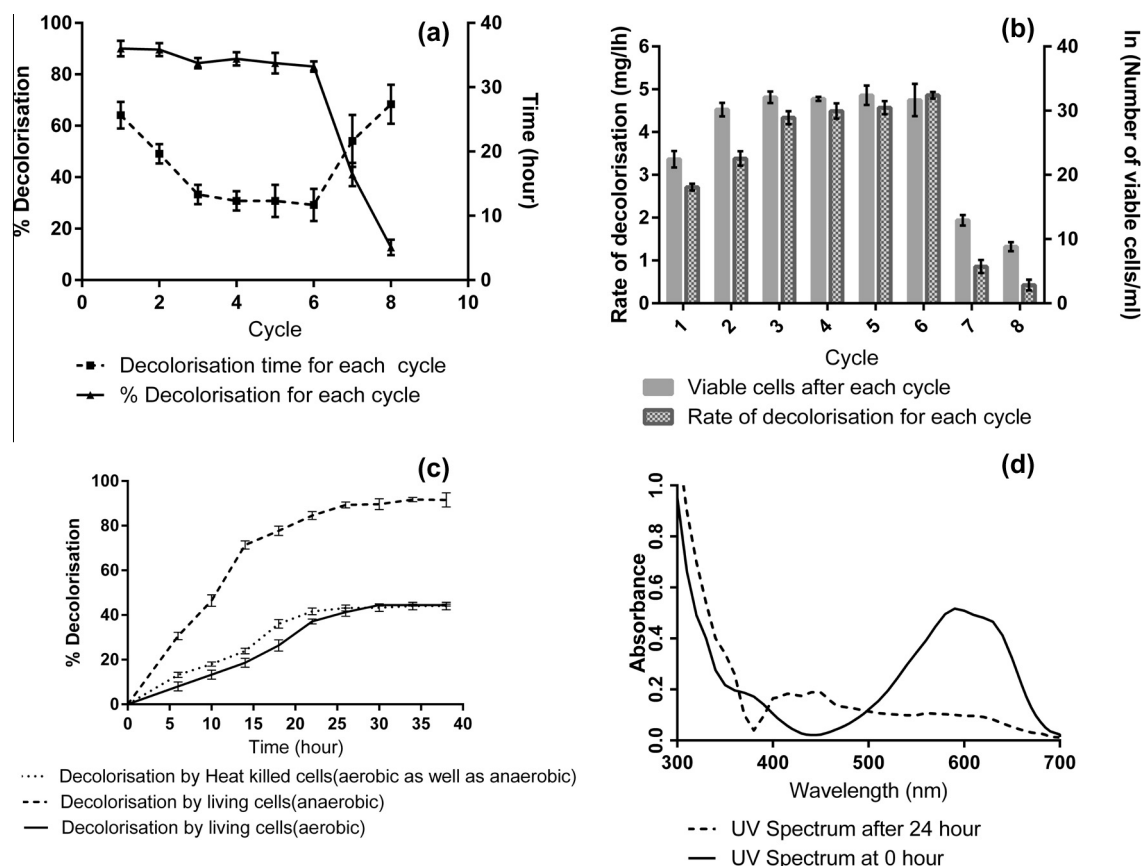 (a)
100
80
60
40
20
0
% Decolorisation
40
30
20
10
0
Time (hour)
0 2 4 6 8 10
Cycle
Decolorisation time for each cycle
% Decolorisation for each cycle
(b)
6
5
4
3
2
1
0
Rate of decolorisation (mg/lh)
40
30
20
10
0
ln (Number of viable cells/ml)
1 2 3 4 5 6 7 8
Cycle
Viable cells after each cycle
Rate of decolorisation for each cycle
(c)
100
80
60
40
20
0
% Decolorisation
0 5 10 15 20 25 30 35 40
Time (hour)
Decolorisation by Heat killed cells(aerobic as well as anaerobic)
Decolorisation by living cells(anaerobic)
Decolorisation by living cells(aerobic)
(d)
1.0
0.8
0.6
0.4
0.2
0.0
Absorbance
300 400 500 600 700
Wavelength (nm)
UV Spectrum after 24 hour
UV Spectrum at 0 hour